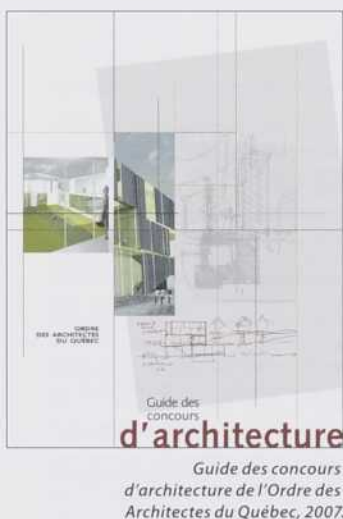 ORDRE
DES ARCHITECTES
DU QUÉBEC
Guide des
concours
d'architecture
Guide des concours
d'architecture de l'Ordre des
Architectes du Québec, 2007.